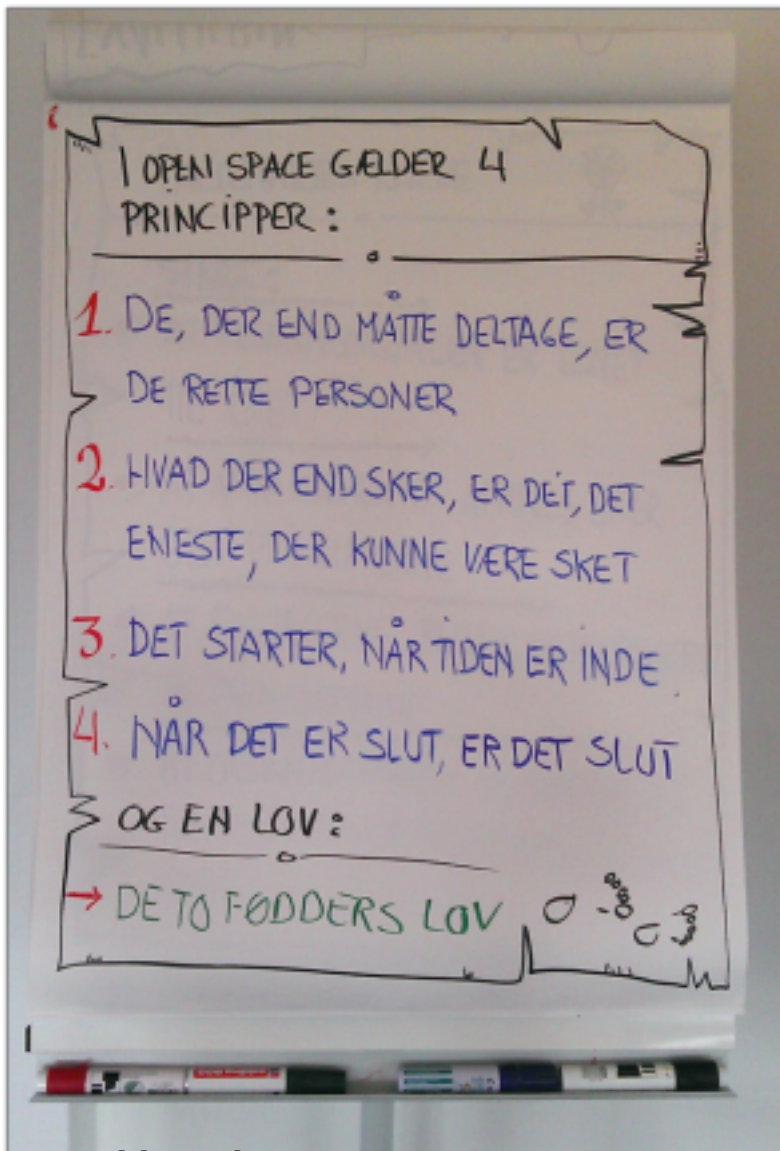 I OPEN SPACE GÆLDER 4
PRINCIPPER:
1. DE, DER END MÅTTE DELTAGE, ER
DE RETTE PERSONER
2. HVAD DER END SKER, ER DÉT, DET
ENESTE, DER KUNNE VÆRE SKET
3. DET STARTER, NÅR TIDEN ER INDE.
4. NÅR DET ER SLUT, ER DET SLUT
OG EN LOV:
→ DE TO FØDDERS LOV